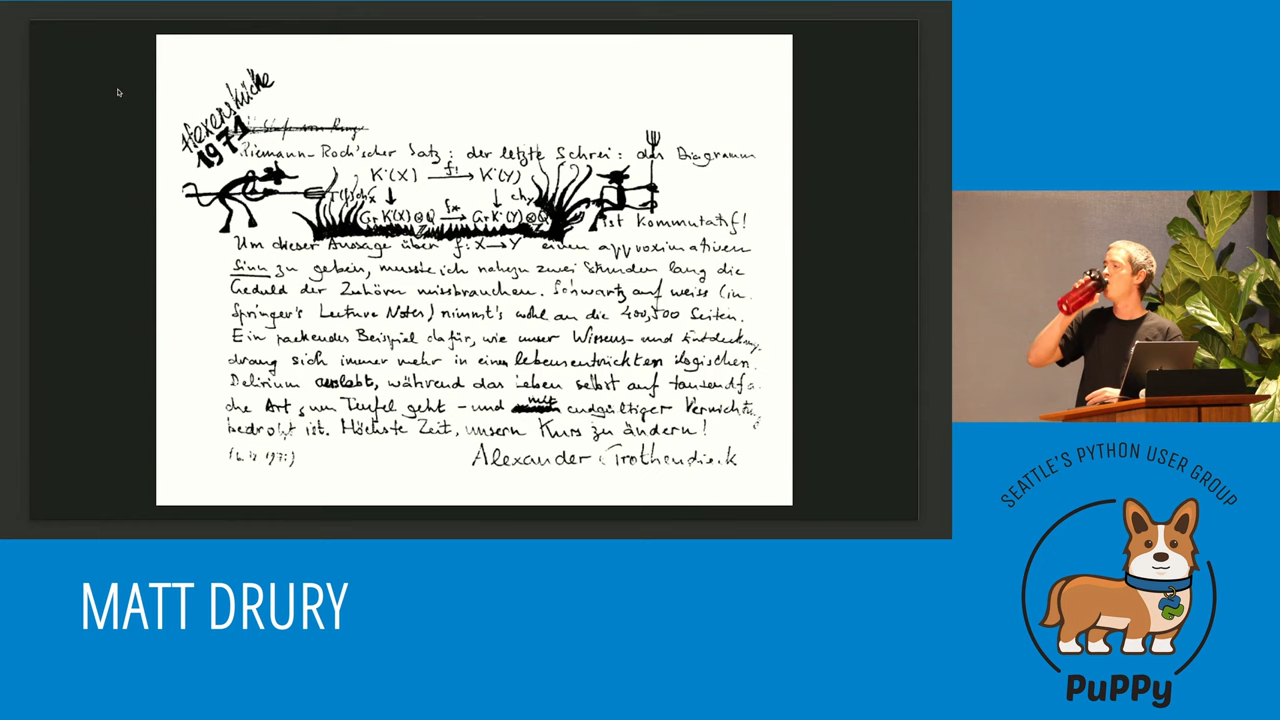 Hexenküche
1971
Riemann-Roch'scher Satz: der letzte Schrei: das Diagramm
K·(X) f! K·(Y)
ch
Gr K·(X)⊗Q f* Gr K·(Y)⊗Q
ist kommutatif!
Um dieser Aussage über f: X → Y einen approximativen
Sinn zu geben, musste ich nahezu zwei Stunden lang die
Geduld der Zuhörer missbrauchen. Schwartz auf weiss (in
Springer's Lecture Notes) nimmt's wohl an die 400,500 Seiten.
Ein packendes Beispiel dafür, wie unser Wissens- und Entdeckungs
drang sich immer mehr in einem lebensentrückten logischen
Delirium auslebt, während das Leben selbst auf tausendfa
che Art zum Teufel geht - und mit endgültiger Vernichtung
bedroht ist. Höchste Zeit, unsern Kurs zu ändern!
Alexander Grothendieck
MATT DRURY
SEATTLE'S PYTHON USER GROUP
PuPPy